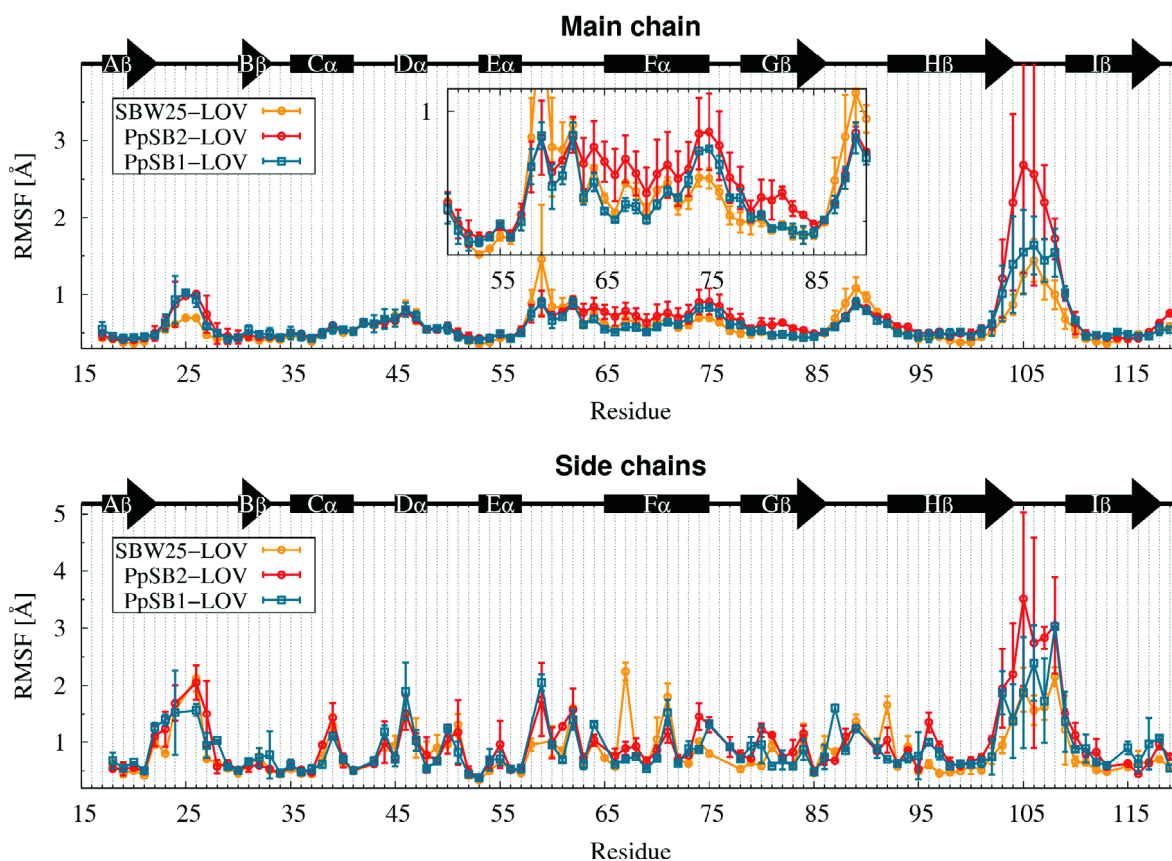 Main chain
Aβ Bβ Cα Dα Eα Fα Gβ Hβ Iβ
SBW25−LOV
PpSB2−LOV
PpSB1−LOV
RMSF [Å]
3
2
1
1
55 65 75 85
15 25 35 45 55 65 75 85 95 105 115
Residue
Side chains
Aβ Bβ Cα Dα Eα Fα Gβ Hβ Iβ
SBW25−LOV
PpSB2−LOV
PpSB1−LOV
RMSF [Å]
5
4
3
2
1
15 25 35 45 55 65 75 85 95 105 115
Residue